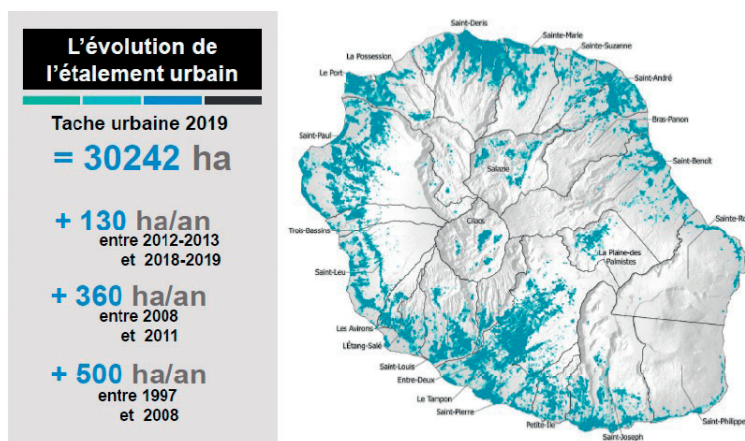 L'évolution de
l'étalement urbain
Tache urbaine 2019
= 30242 ha
+ 130 ha/an
entre 2012-2013
et 2018-2019
+ 360 ha/an
entre 2008
et 2011
+ 500 ha/an
entre 1997
et 2008
Saint-Denis
Sainte-Marie
Sainte-Suzanne
La Possession
Le Port
Saint-André
Bras-Panon
Saint-Paul
Saint-Benoît
Salazie
Sainte-Ro
Cilaos
Trois-Bassins
La Plaine-des
Palmistes
Saint-Leu
Les Avirons
L'Étang-Salé
Saint-Louis
Entre-Deux
Le Tampon
Saint-Pierre
Petite-Île
Saint-Joseph
Saint-Philippe